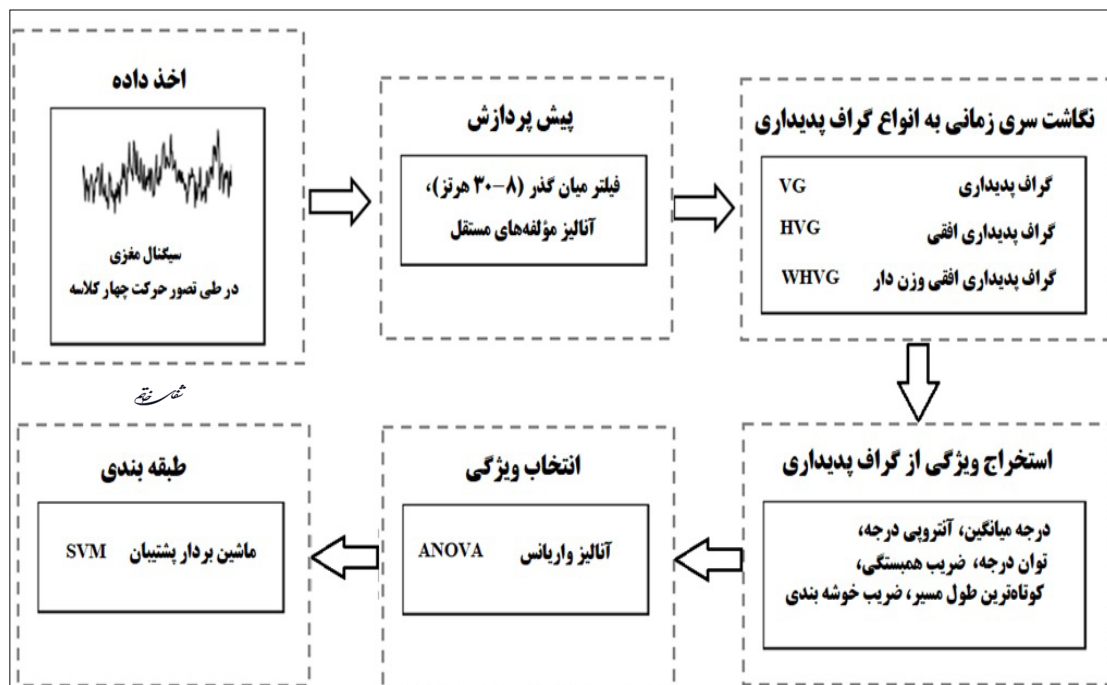 اخذ داده
سیگنال مغزی
در طی تصور حرکت چهار کلاسه
پیش پردازش
فیلتر میان گذر (۸-۳۰ هرتز)،
آنالیز مؤلفه‌های مستقل
نگاشت سری زمانی به انواع گراف پدیداری
گراف پدیداری VG
گراف پدیداری افقی HVG
گراف پدیداری افقی وزن دار WHVG
استخراج ویژگی از گراف پدیداری
درجه میانگین، آنتروپی درجه،
توان درجه، ضریب همبستگی،
کوتاه‌ترین طول مسیر، ضریب خوشه بندی
انتخاب ویژگی
آنالیز واریانس ANOVA
طبقه بندی
ماشین بردار پشتیبان SVM
شفای خاتم